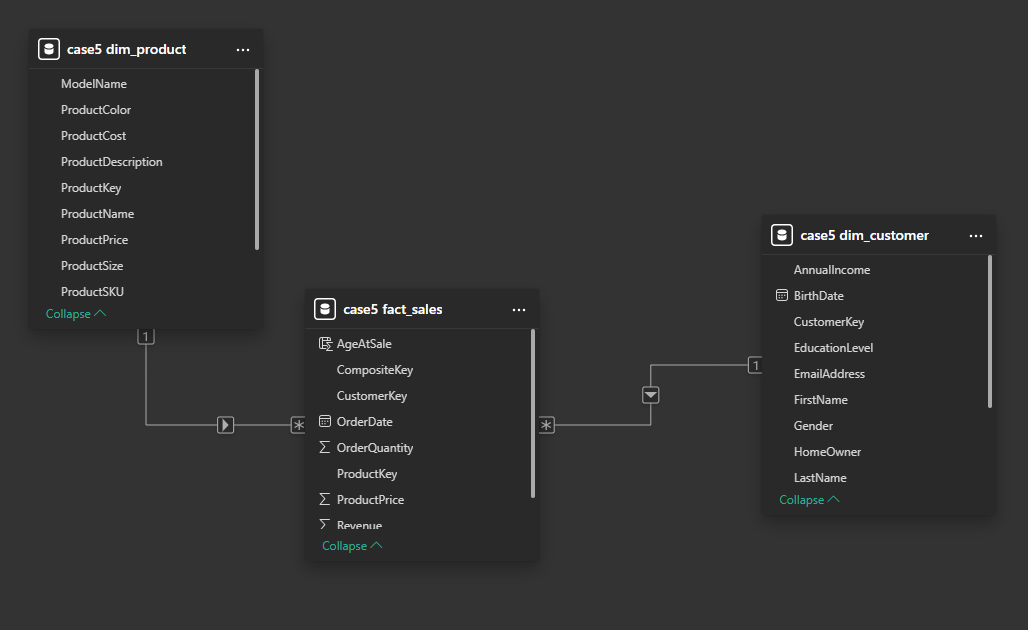 case5 dim_product
ModelName
ProductColor
ProductCost
ProductDescription
ProductKey
ProductName
ProductPrice
ProductSize
ProductSKU
Collapse
1
case5 fact_sales
AgeAtSale
CompositeKey
CustomerKey
OrderDate
OrderQuantity
ProductKey
ProductPrice
Revenue
Collapse
*
*
case5 dim_customer
AnnualIncome
BirthDate
CustomerKey
EducationLevel
EmailAddress
FirstName
Gender
HomeOwner
LastName
Collapse
1